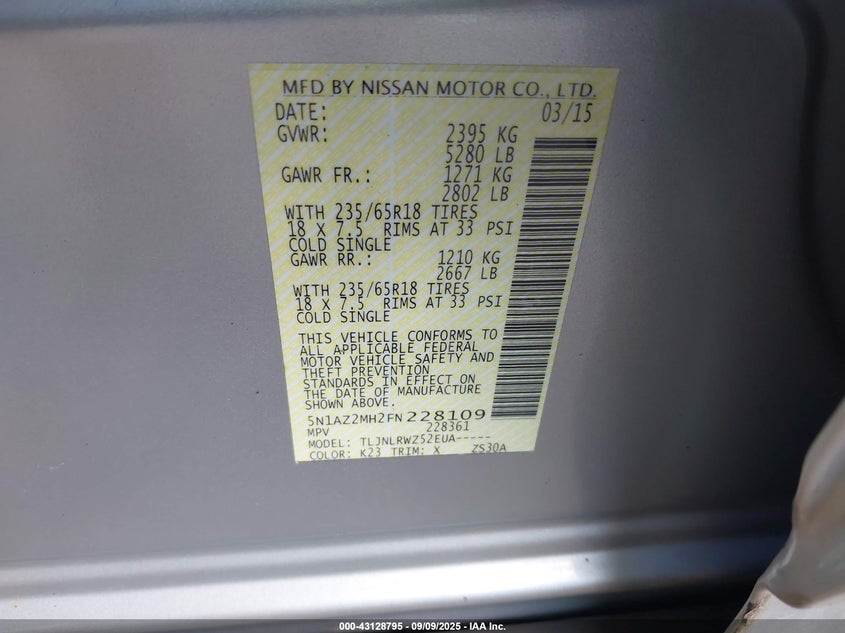 MFD BY NISSAN MOTOR CO., LTD.
DATE: 03/15
GVWR: 2395 KG
5280 LB
GAWR FR.: 1271 KG
2802 LB
WITH 235/65R18 TIRES
18 X 7.5 RIMS AT 33 PSI
COLD SINGLE
GAWR RR.: 1210 KG
2667 LB
WITH 235/65R18 TIRES
18 X 7.5 RIMS AT 33 PSI
COLD SINGLE
THIS VEHICLE CONFORMS TO
ALL APPLICABLE FEDERAL
MOTOR VEHICLE SAFETY AND
THEFT PREVENTION
STANDARDS IN EFFECT ON
THE DATE OF MANUFACTURE
SHOWN ABOVE.
5N1AZ2MH2FN228109
MPV 228361
MODEL: TLJNLRWZ52EUA-----
COLOR: K23 TRIM: X ZS30A
000-43128795 - 09/09/2025 - IAA Inc.